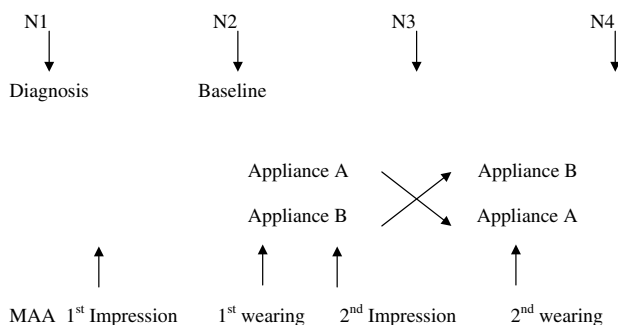 N1 N2 N3 N4
Diagnosis Baseline
Appliance A Appliance B
Appliance B Appliance A
MAA 1st Impression 1st wearing 2nd Impression 2nd wearing